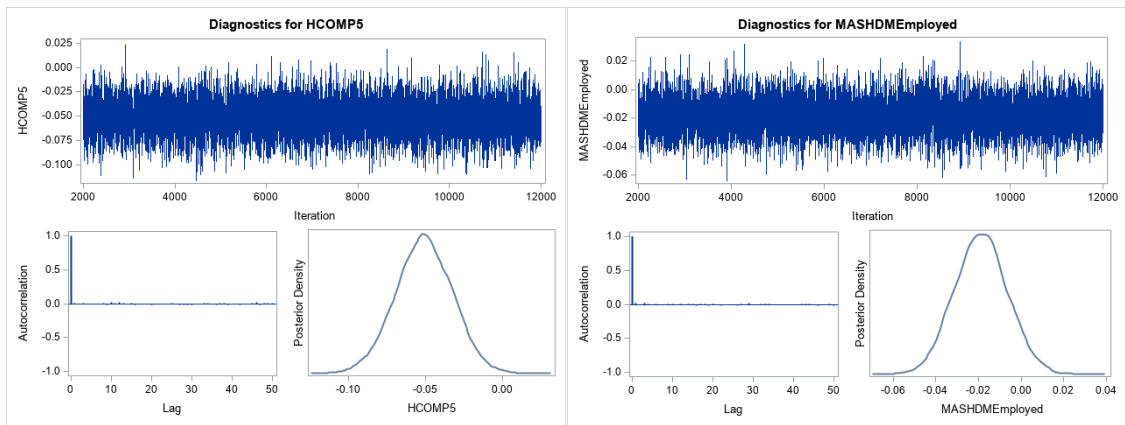 Diagnostics for HCOMP5
0.025
0.000
-0.025
-0.050
-0.075
-0.100
HCOMP5
2000 4000 6000 8000 10000 12000
Iteration
1.0
0.5
0.0
-0.5
-1.0
Autocorrelation
0 10 20 30 40 50
Lag
Posterior Density
-0.10 -0.05 0.00
HCOMP5
Diagnostics for MASHDMEmployed
0.02
0.00
-0.02
-0.04
-0.06
MASHDMEmployed
2000 4000 6000 8000 10000 12000
Iteration
1.0
0.5
0.0
-0.5
-1.0
Autocorrelation
0 10 20 30 40 50
Lag
Posterior Density
-0.06 -0.04 -0.02 0.00 0.02 0.04
MASHDMEmployed